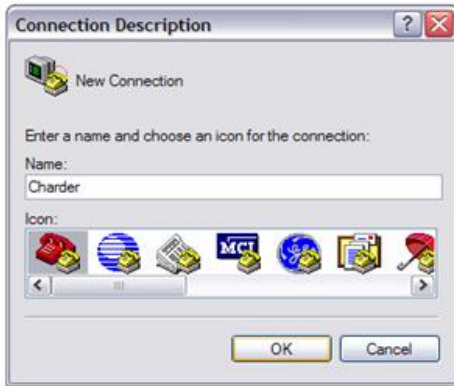 Connection Description
New Connection
Enter a name and choose an icon for the connection:
Name:
Charder
Icon:
MCI
OK
Cancel